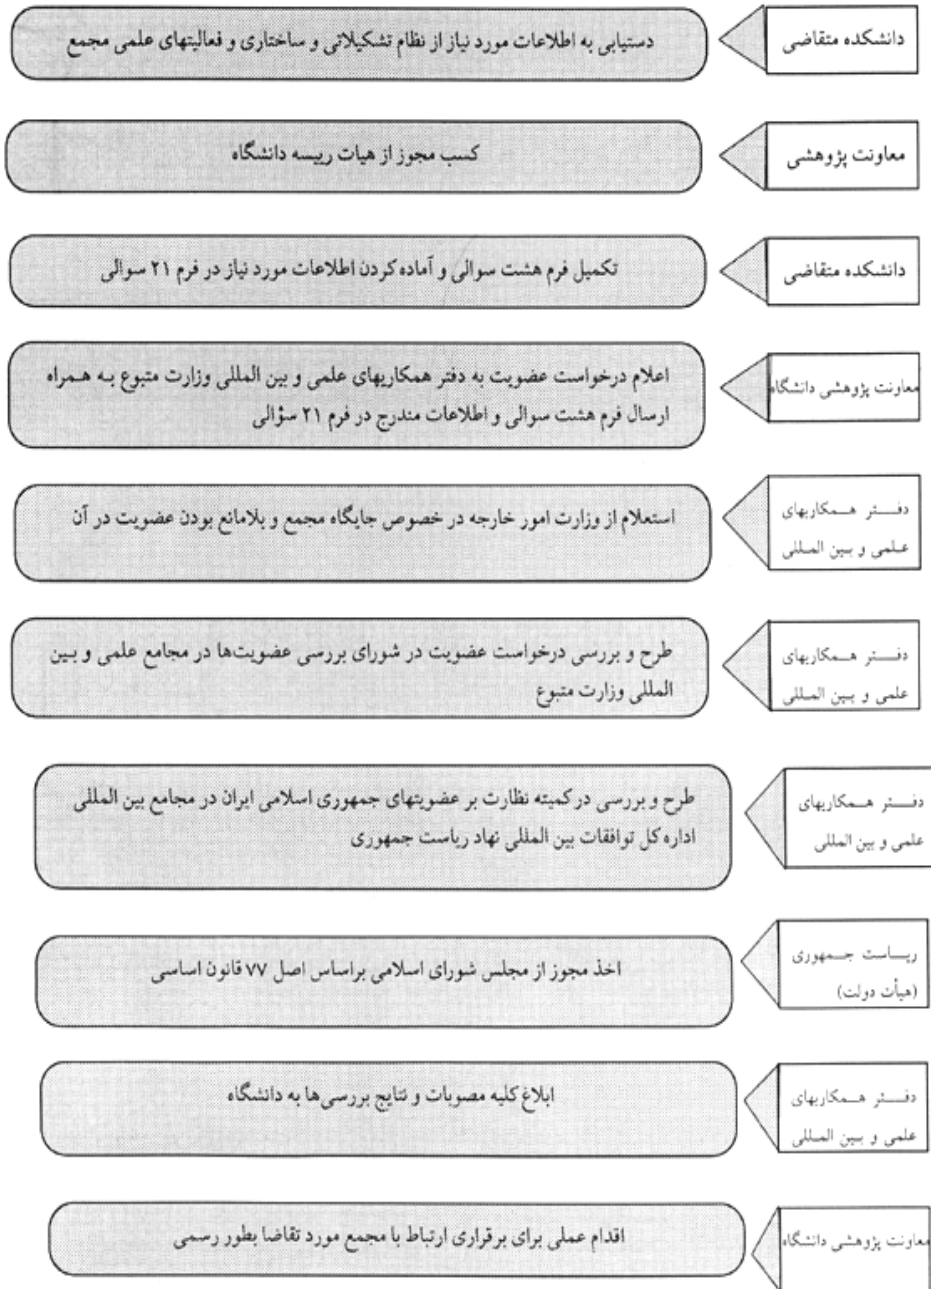 دانشکده متقاضی
دستیابی به اطلاعات مورد نیاز از نظام تشکیلاتی و ساختاری و فعالیتهای علمی مجمع
معاونت پژوهشی
کسب مجوز از هیات رییسه دانشگاه
دانشکده متقاضی
تکمیل فرم هشت سوالی و آماده کردن اطلاعات مورد نیاز در فرم ۲۱ سوالی
معاونت پژوهشی دانشگاه
اعلام درخواست عضویت به دفتر همکاریهای علمی و بین المللی وزارت متبوع به همراه
ارسال فرم هشت سوالی و اطلاعات مندرج در فرم ۲۱ سؤالی
دفتر همکاریهای
علمی و بین المللی
استعلام از وزارت امور خارجه در خصوص جایگاه مجمع و بلامانع بودن عضویت در آن
دفتر همکاریهای
علمی و بین المللی
طرح و بررسی درخواست عضویت در شورای بررسی عضویت‌ها در مجامع علمی و بین
المللی وزارت متبوع
دفتر همکاریهای
علمی و بین المللی
طرح و بررسی در کمیته نظارت بر عضویتهای جمهوری اسلامی ایران در مجامع بین المللی
اداره کل توافقات بین المللی نهاد ریاست جمهوری
ریاست جمهوری
(هیأت دولت)
اخذ مجوز از مجلس شورای اسلامی براساس اصل ۷۷ قانون اساسی
دفتر همکاریهای
علمی و بین المللی
ابلاغ کلیه مصوبات و نتایج بررسی‌ها به دانشگاه
معاونت پژوهشی دانشگاه
اقدام عملی برای برقراری ارتباط با مجمع مورد تقاضا بطور رسمی